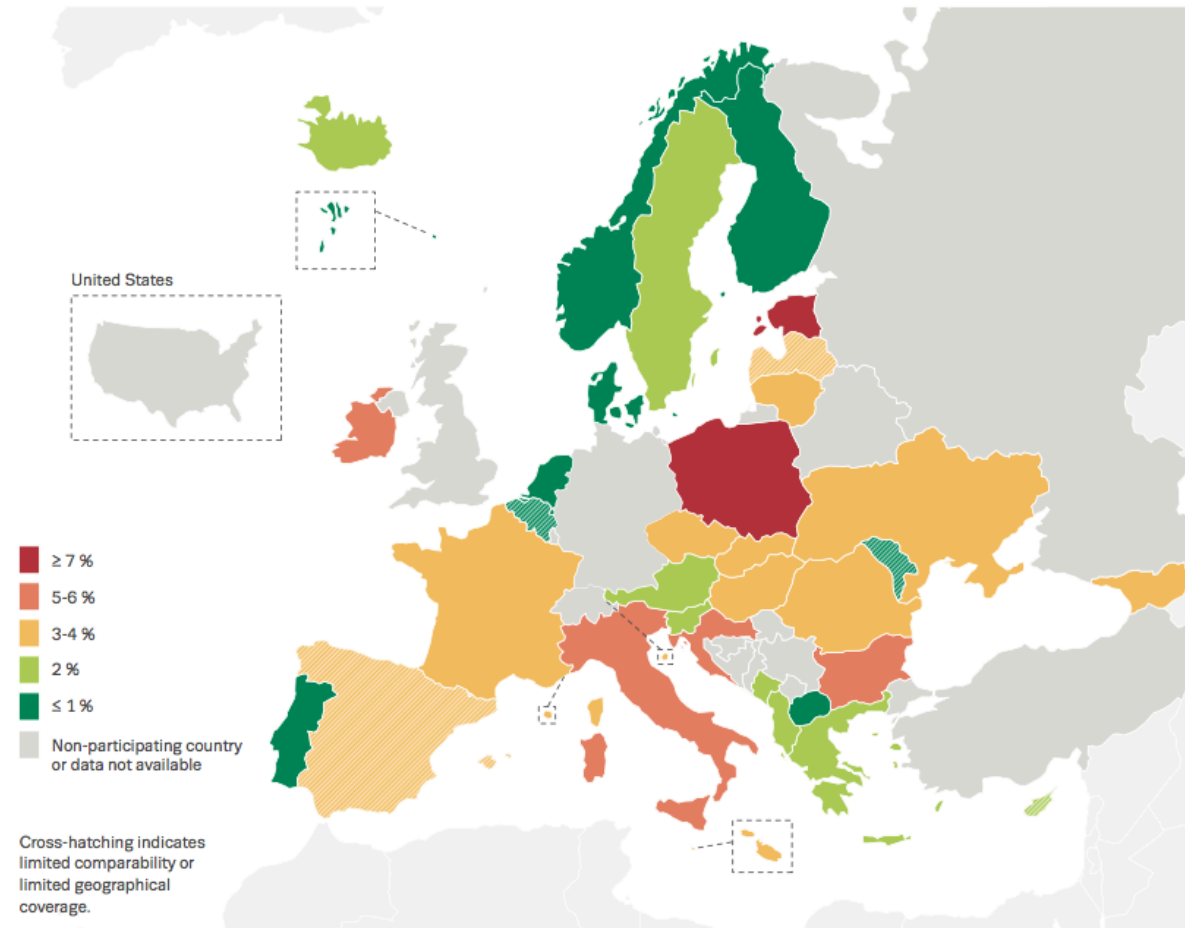 United States
≥ 7 %
5-6 %
3-4 %
2 %
≤ 1 %
Non-participating country
or data not available
Cross-hatching indicates
limited comparability or
limited geographical
coverage.